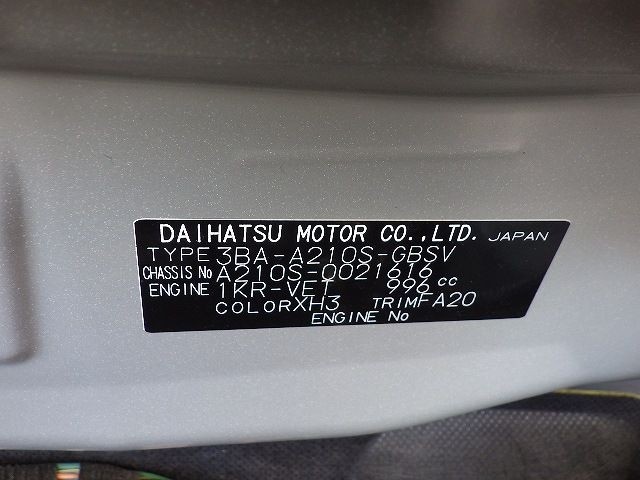 DAIHATSU MOTOR CO.,LTD. JAPAN
TYPE 3BA-A210S-GBSV
CHASSIS No A210S-0021616
ENGINE 1KR-VET 996 cc
COLOR XH3 TRIM FA20
ENGINE No